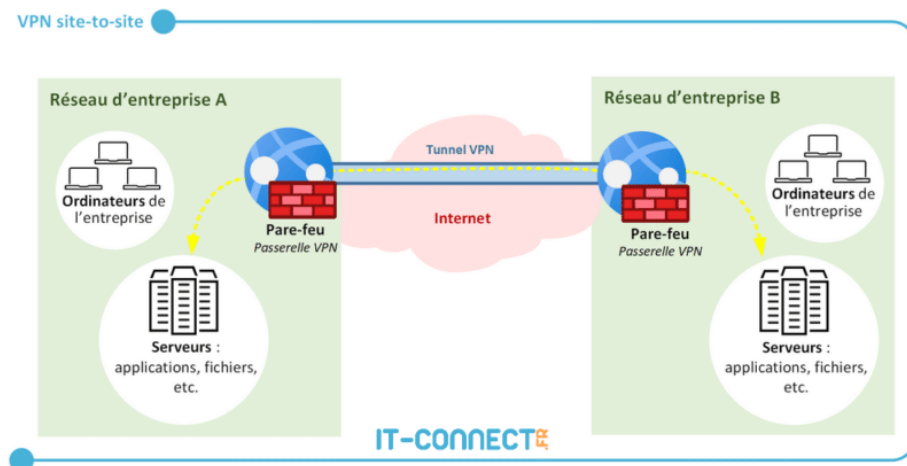 VPN site-to-site
Réseau d'entreprise A
Ordinateurs de
l'entreprise
Pare-feu
Passerelle VPN
Serveurs :
applications, fichiers,
etc.
Tunnel VPN
Internet
Réseau d'entreprise B
Ordinateurs de
l'entreprise
Pare-feu
Passerelle VPN
Serveurs :
applications, fichiers,
etc.
IT-CONNECT.FR